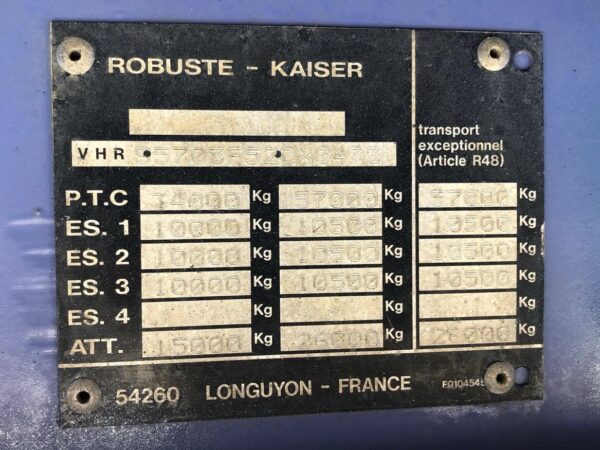 ROBUSTE - KAISER
transport
exceptionnel
(Article R48)
VHR
P.T.C 34000 Kg 57000 Kg 57000 Kg
ES. 1 10000 Kg 10500 Kg 10500 Kg
ES. 2 10000 Kg 10500 Kg 10500 Kg
ES. 3 10000 Kg 10500 Kg 10500 Kg
ES. 4 Kg Kg Kg
ATT. 15000 Kg 26000 Kg 26000 Kg
54260 LONGUYON - FRANCE